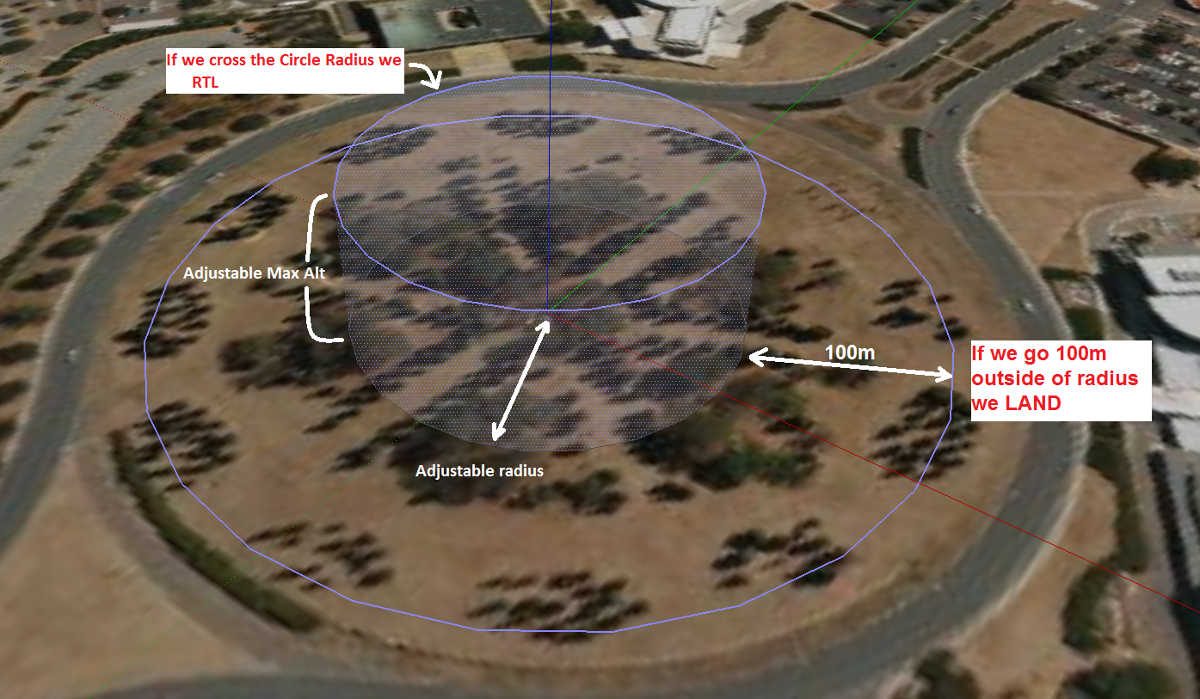 If we cross the Circle Radius we
RTL
Adjustable Max Alt
100m
If we go 100m
outside of radius
we LAND
Adjustable radius